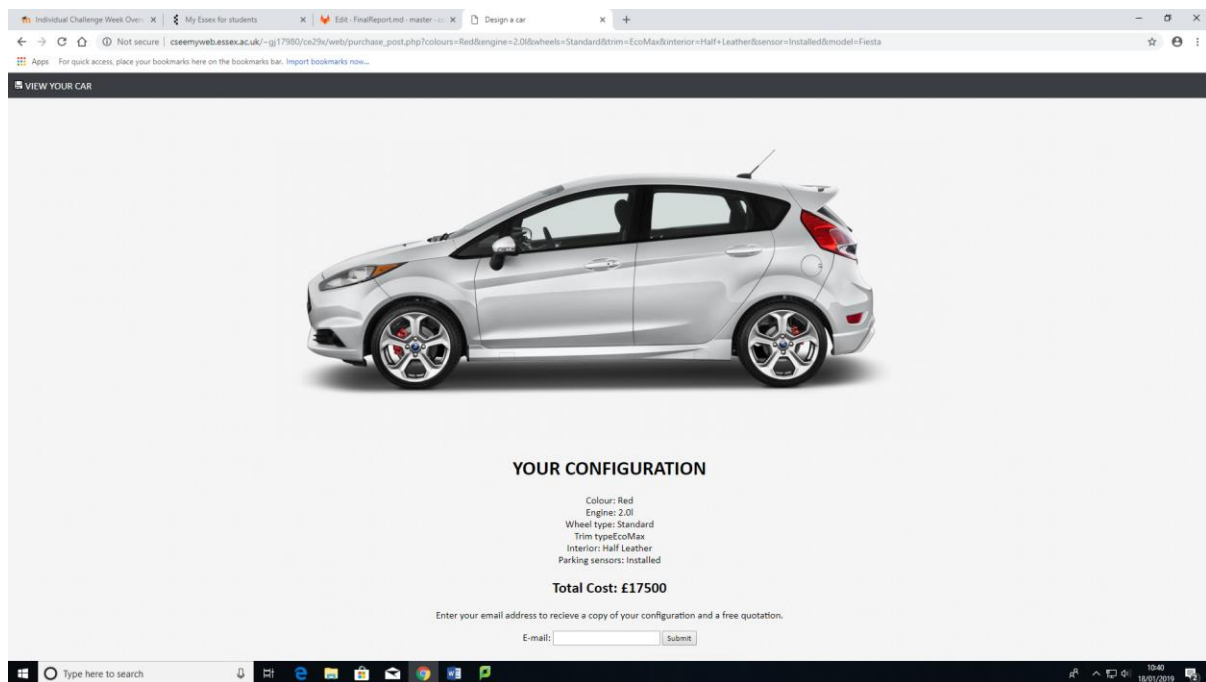 Individual Challenge Week Over
My Essex for students
Edit · FinalReport.md · master · c
Design a car
Not secure | cseemyweb.essex.ac.uk/~gj17980/ce29x/web/purchase_post.php?colours=Red&engine=2.0l&wheels=Standard&trim=EcoMax&interior=Half+Leather&sensor=Installed&model=Fiesta
Apps For quick access, place your bookmarks here on the bookmarks bar. Import bookmarks now...
VIEW YOUR CAR
YOUR CONFIGURATION
Colour: Red
Engine: 2.0l
Wheel type: Standard
Trim typeEcoMax
Interior: Half Leather
Parking sensors: Installed
Total Cost: £17500
Enter your email address to recieve a copy of your configuration and a free quotation.
E-mail: Submit
Type here to search
10:40
18/01/2019